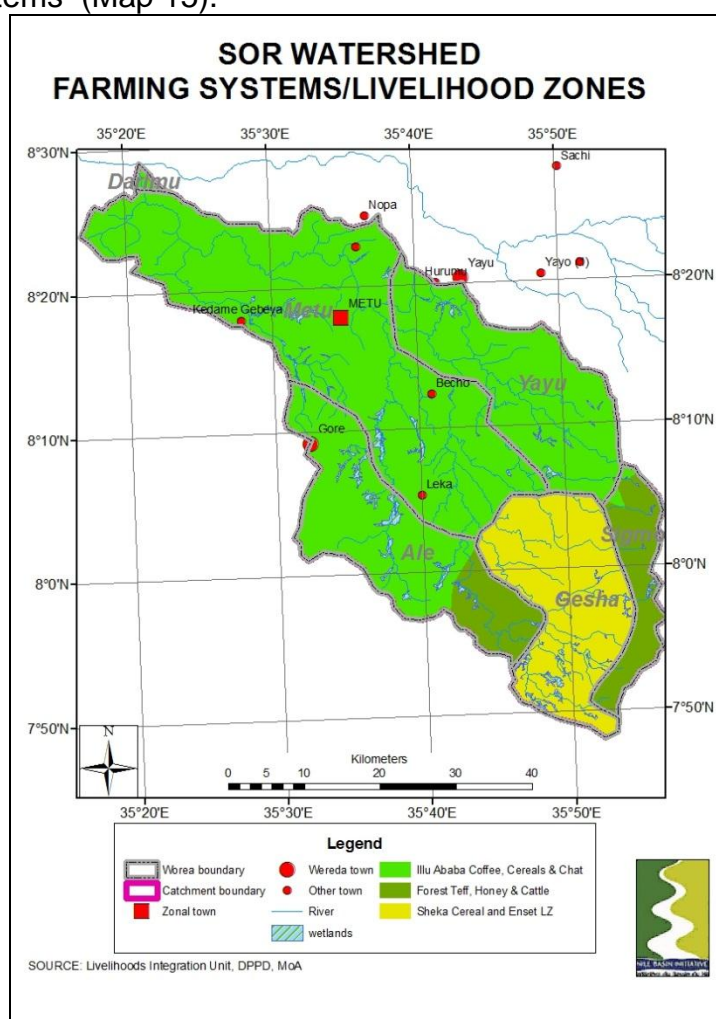 (Map 15).
SOR WATERSHED
FARMING SYSTEMS/LIVELIHOOD ZONES
35°20'E 35°30'E 35°40'E 35°50'E
8°30'N
Sachi
Darimu
Nopa
Hurumu
Yayu
Yayo
8°20'N
8°20'N
Kedame Gebeya
Metu
METU
Yayu
Becho
8°10'N
8°10'N
Gore
Leka
Ale
Sigmo
8°0'N
8°0'N
Gesha
7°50'N
7°50'N
N
Kilometers
0 5 10 20 30 40
35°20'E 35°30'E 35°40'E 35°50'E
Legend
Worea boundary
Wereda town
Illu Ababa Coffee, Cereals & Chat
Catchment boundary
Other town
Forest Teff, Honey & Cattle
Zonal town
River
Sheka Cereal and Enset LZ
wetlands
NILE BASIN INITIATIVE
SOURCE: Livelihoods Integration Unit, DPPD, MoA